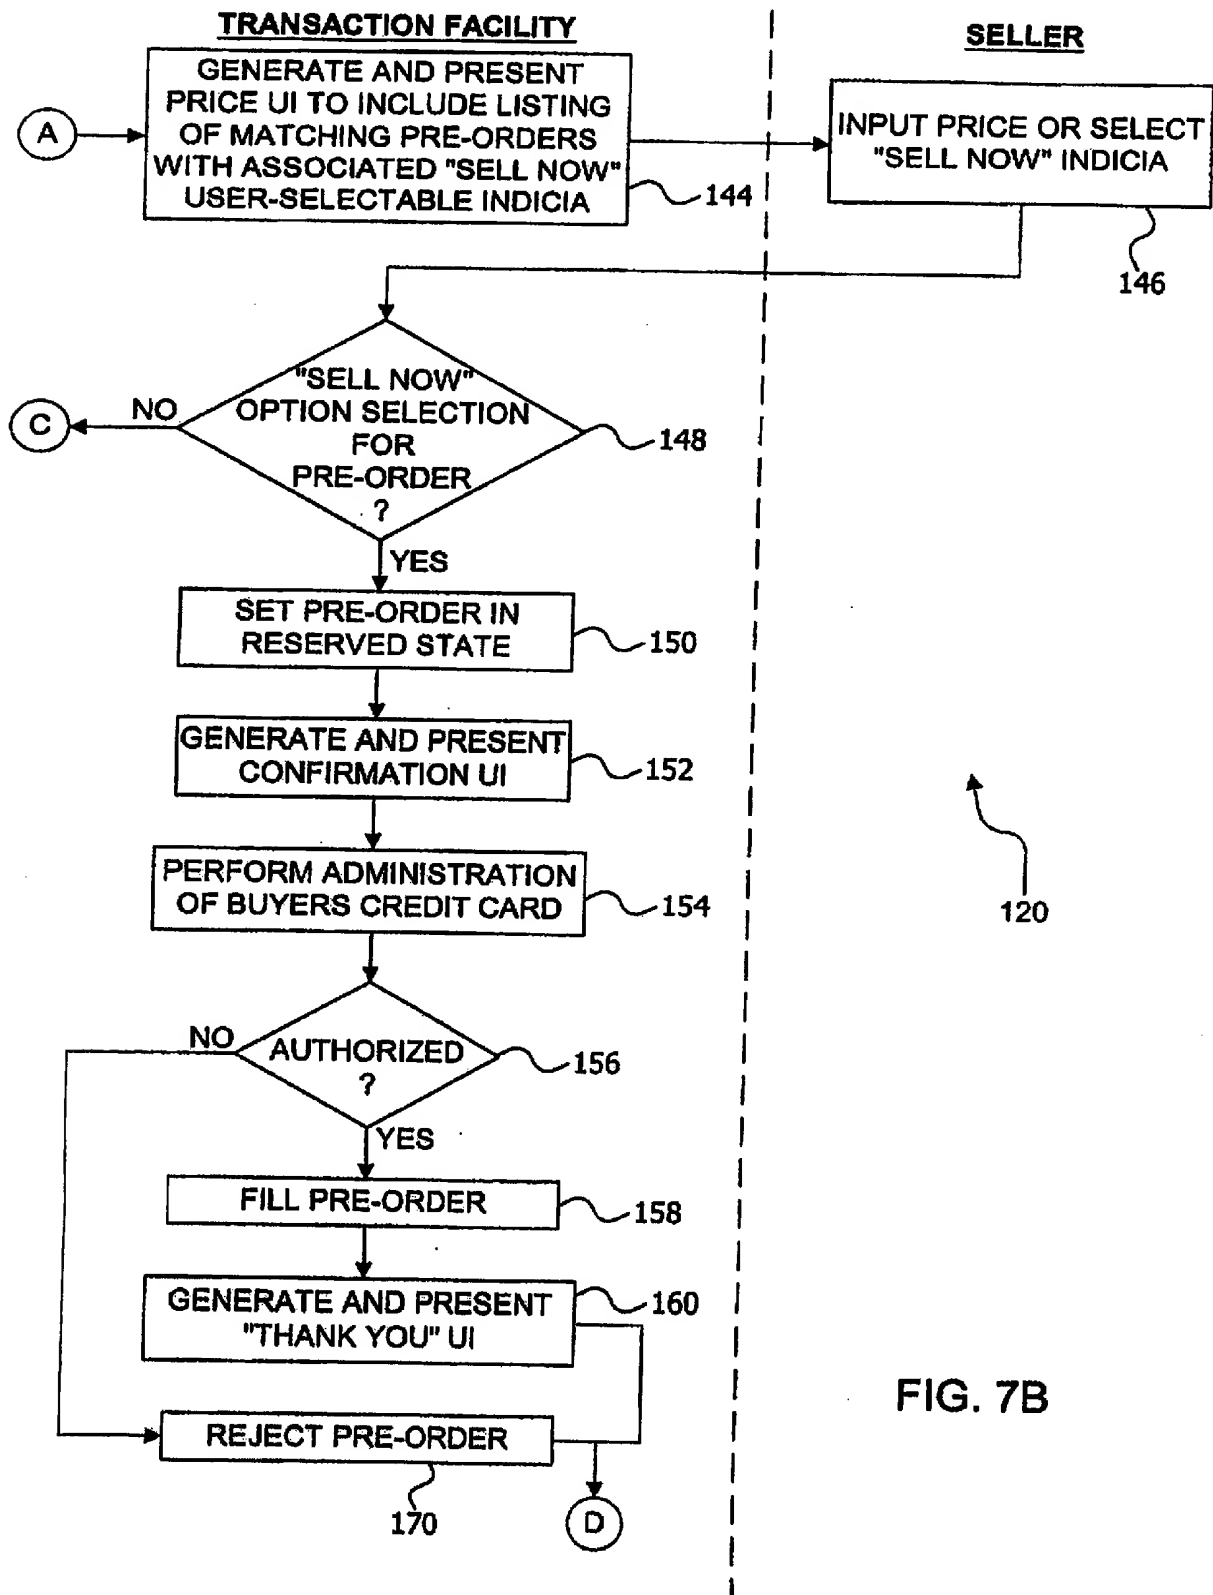 TRANSACTION FACILITY
SELLER
A
GENERATE AND PRESENT
PRICE UI TO INCLUDE LISTING
OF MATCHING PRE-ORDERS
WITH ASSOCIATED "SELL NOW"
USER-SELECTABLE INDICIA
144
INPUT PRICE OR SELECT
"SELL NOW" INDICIA
146
"SELL NOW"
OPTION SELECTION
FOR
PRE-ORDER
?
148
NO
C
YES
SET PRE-ORDER IN
RESERVED STATE
150
GENERATE AND PRESENT
CONFIRMATION UI
152
PERFORM ADMINISTRATION
OF BUYERS CREDIT CARD
154
120
AUTHORIZED
?
156
NO
YES
FILL PRE-ORDER
158
GENERATE AND PRESENT
"THANK YOU" UI
160
REJECT PRE-ORDER
170
D
FIG. 7B